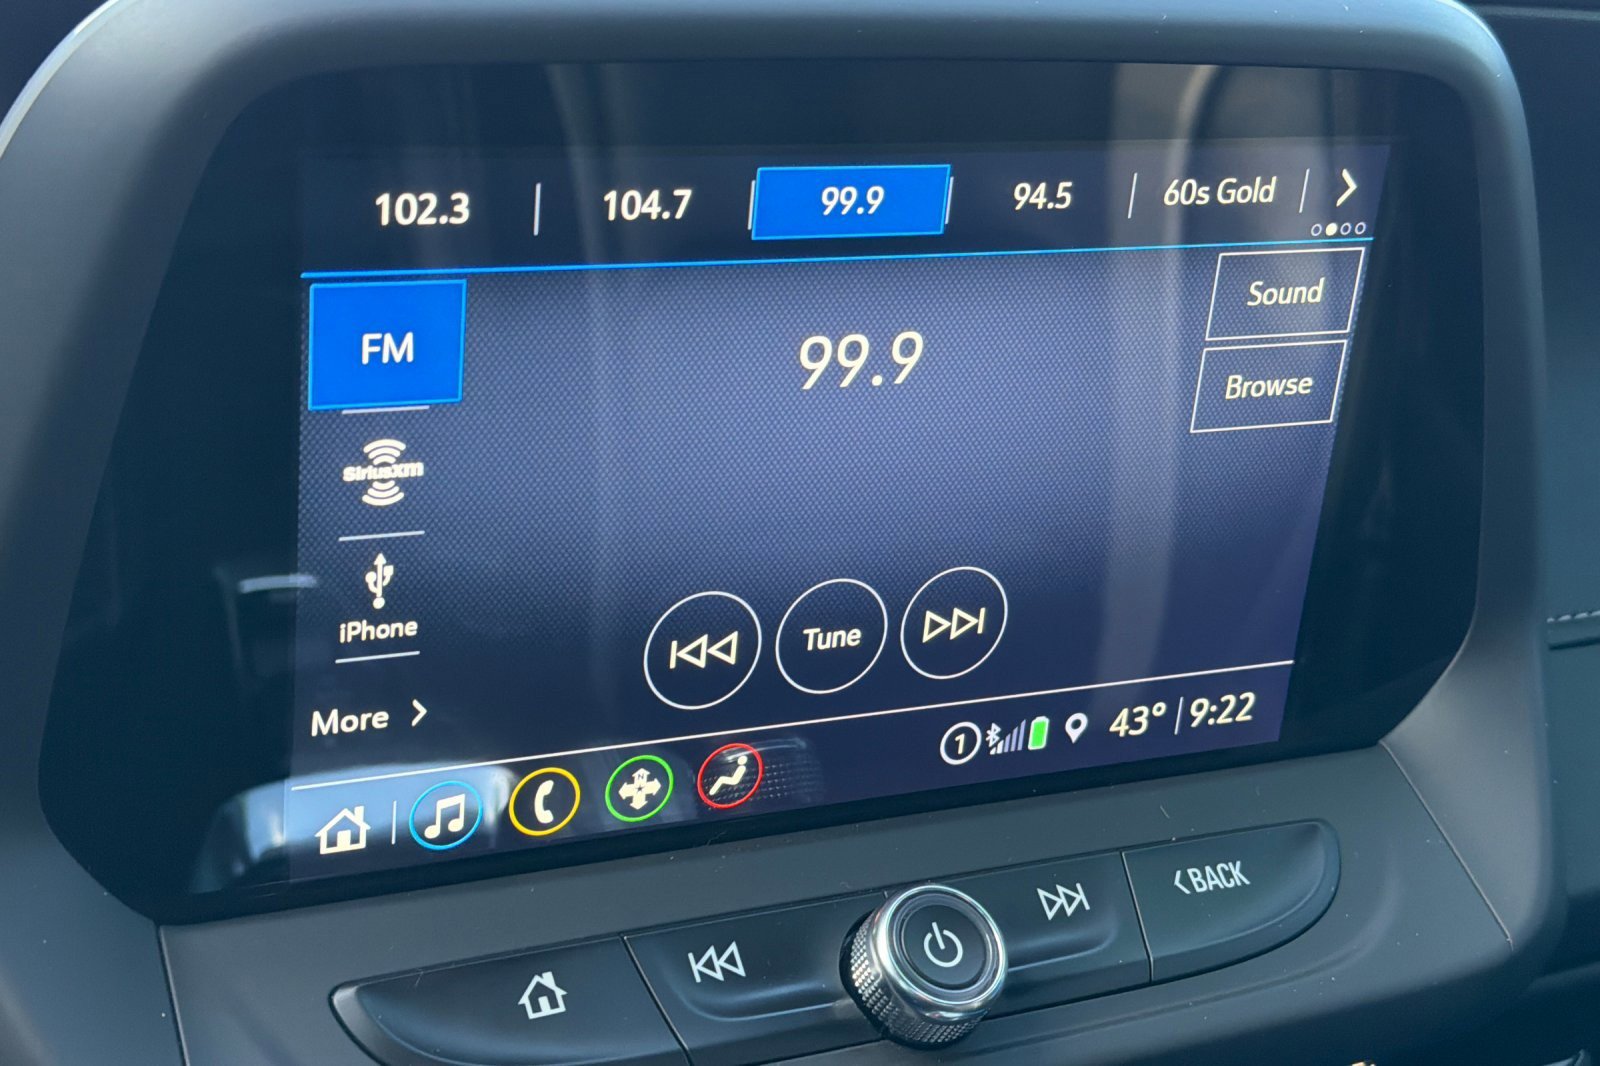 102.3 104.7 99.9 94.5 60s Gold
FM
99.9
Sound
Browse
SiriusXM
iPhone
Tune
More
1 43° 9:22
N
BACK